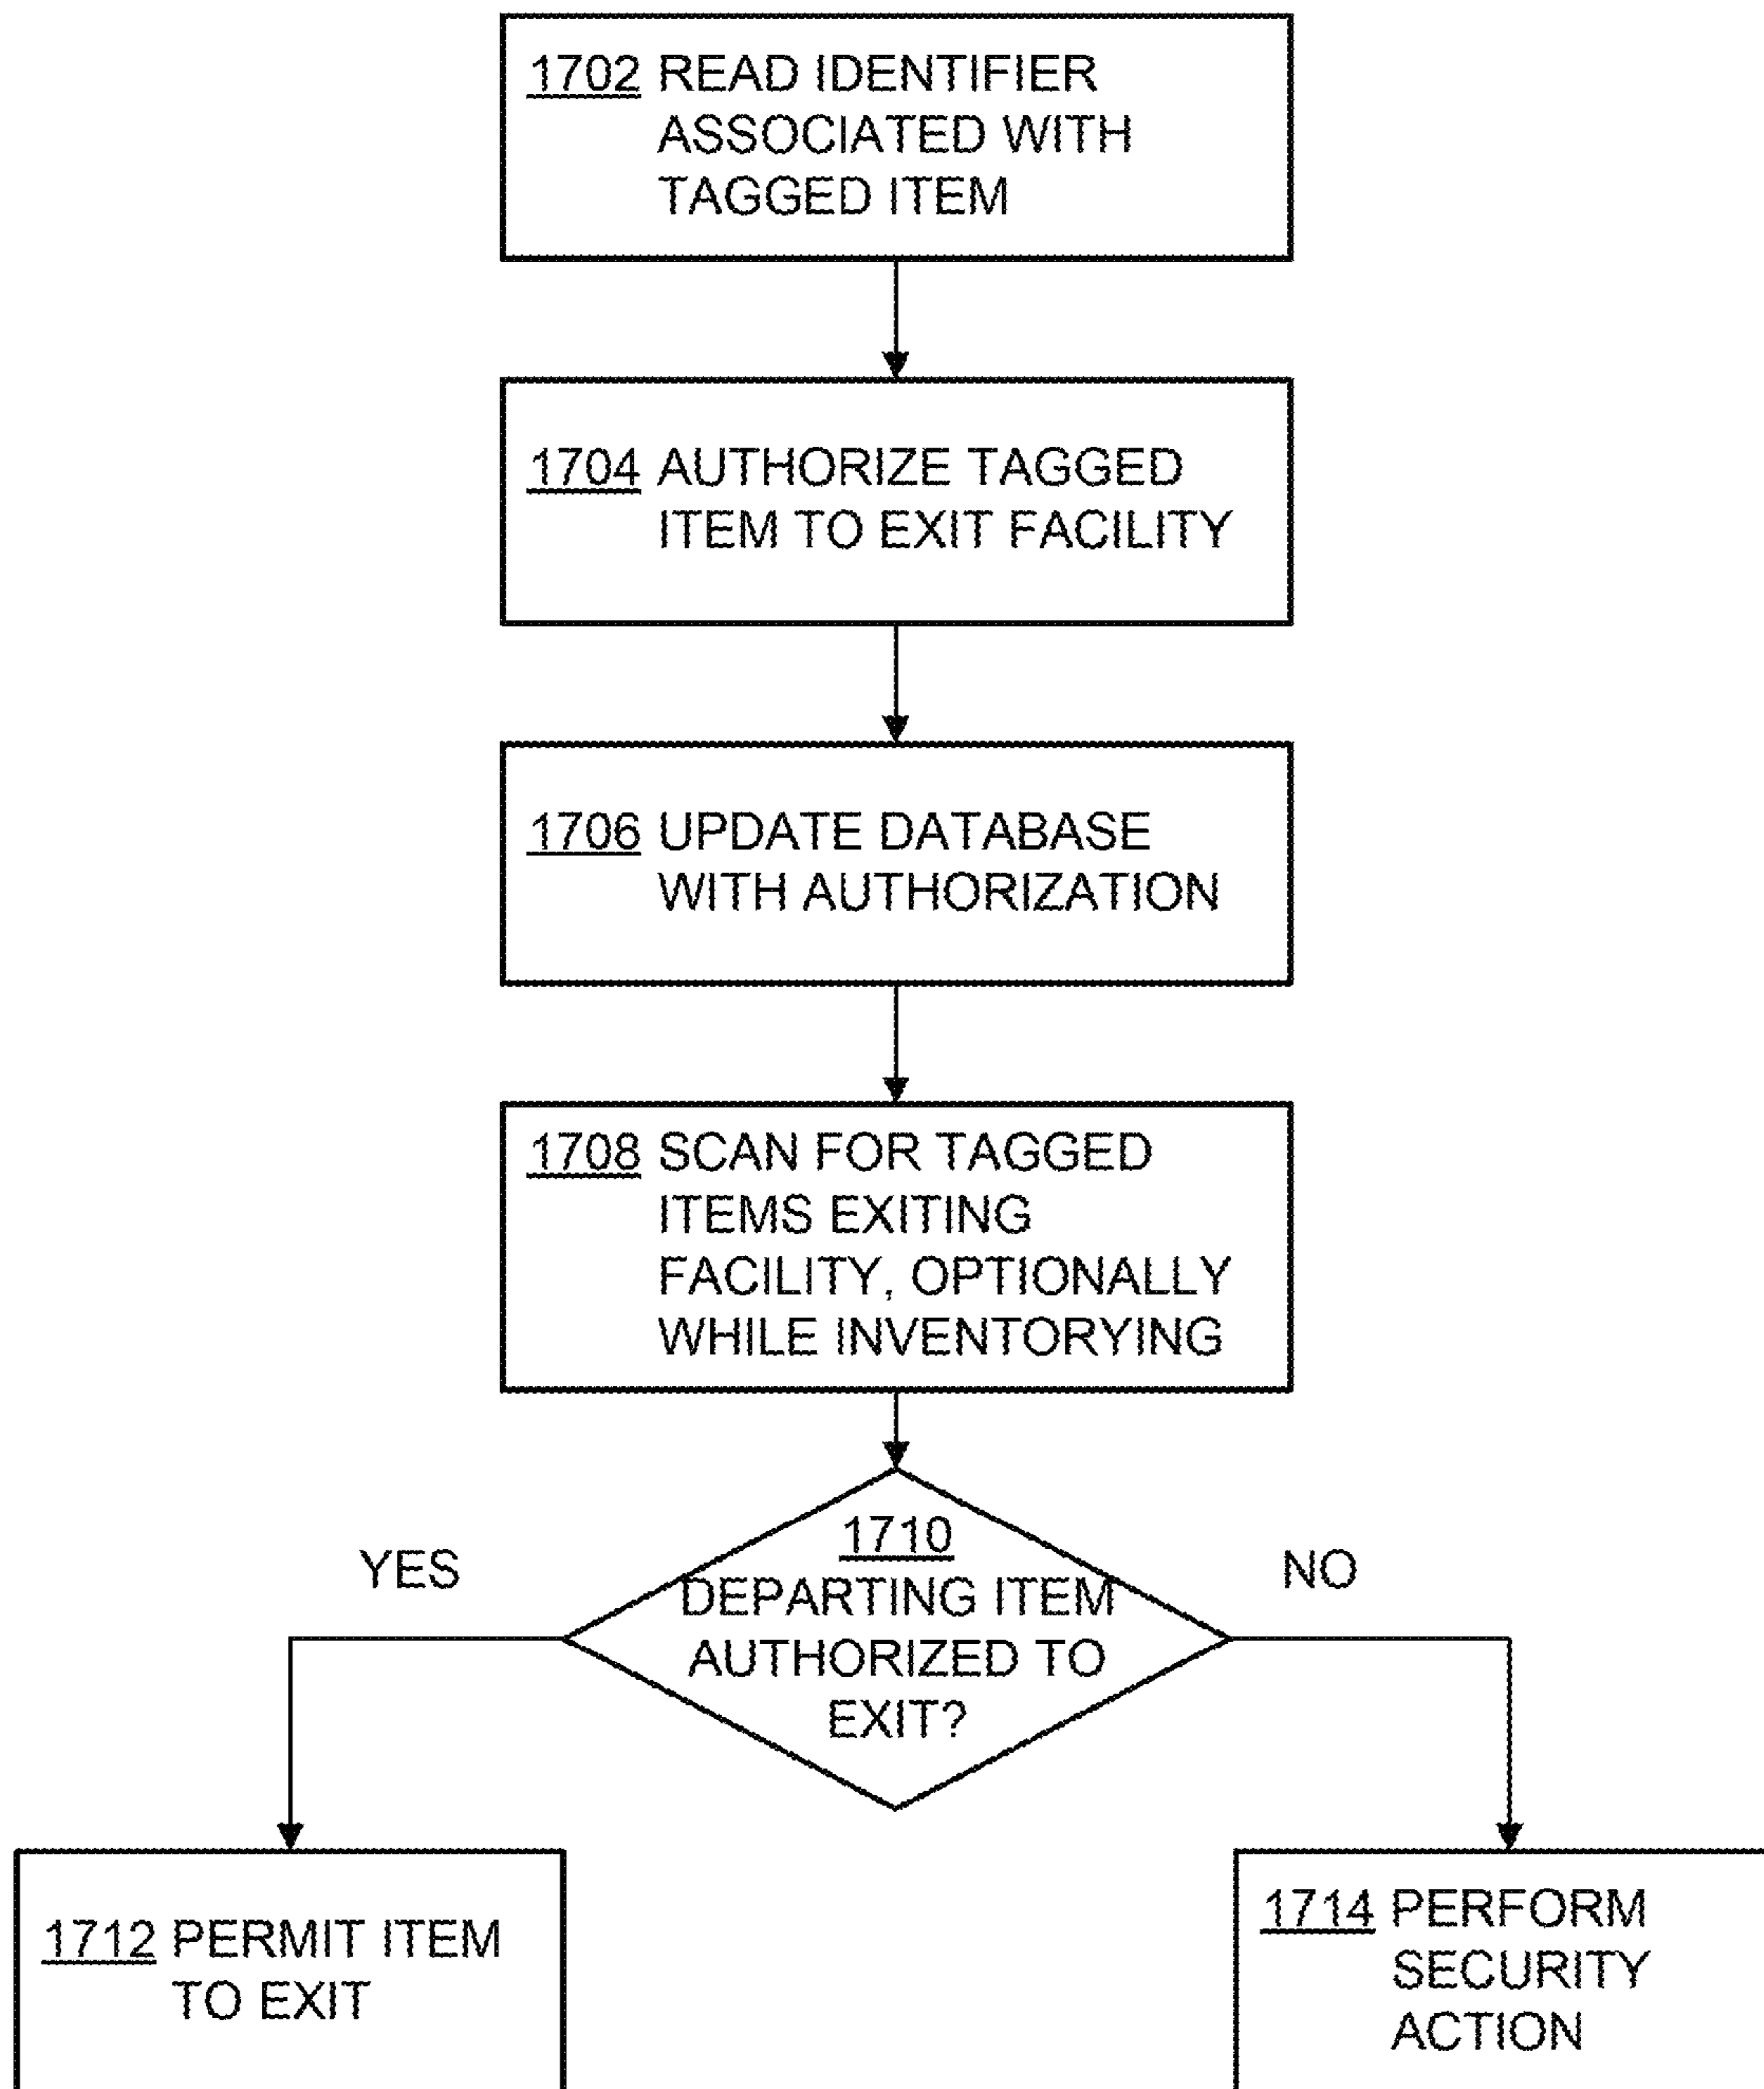 1702 READ IDENTIFIER
ASSOCIATED WITH
TAGGED ITEM
1704 AUTHORIZE TAGGED
ITEM TO EXIT FACILITY
1706 UPDATE DATABASE
WITH AUTHORIZATION
1708 SCAN FOR TAGGED
ITEMS EXITING
FACILITY, OPTIONALLY
WHILE INVENTORYING
1710
DEPARTING ITEM
AUTHORIZED TO
EXIT?
YES
NO
1712 PERMIT ITEM
TO EXIT
1714 PERFORM
SECURITY
ACTION